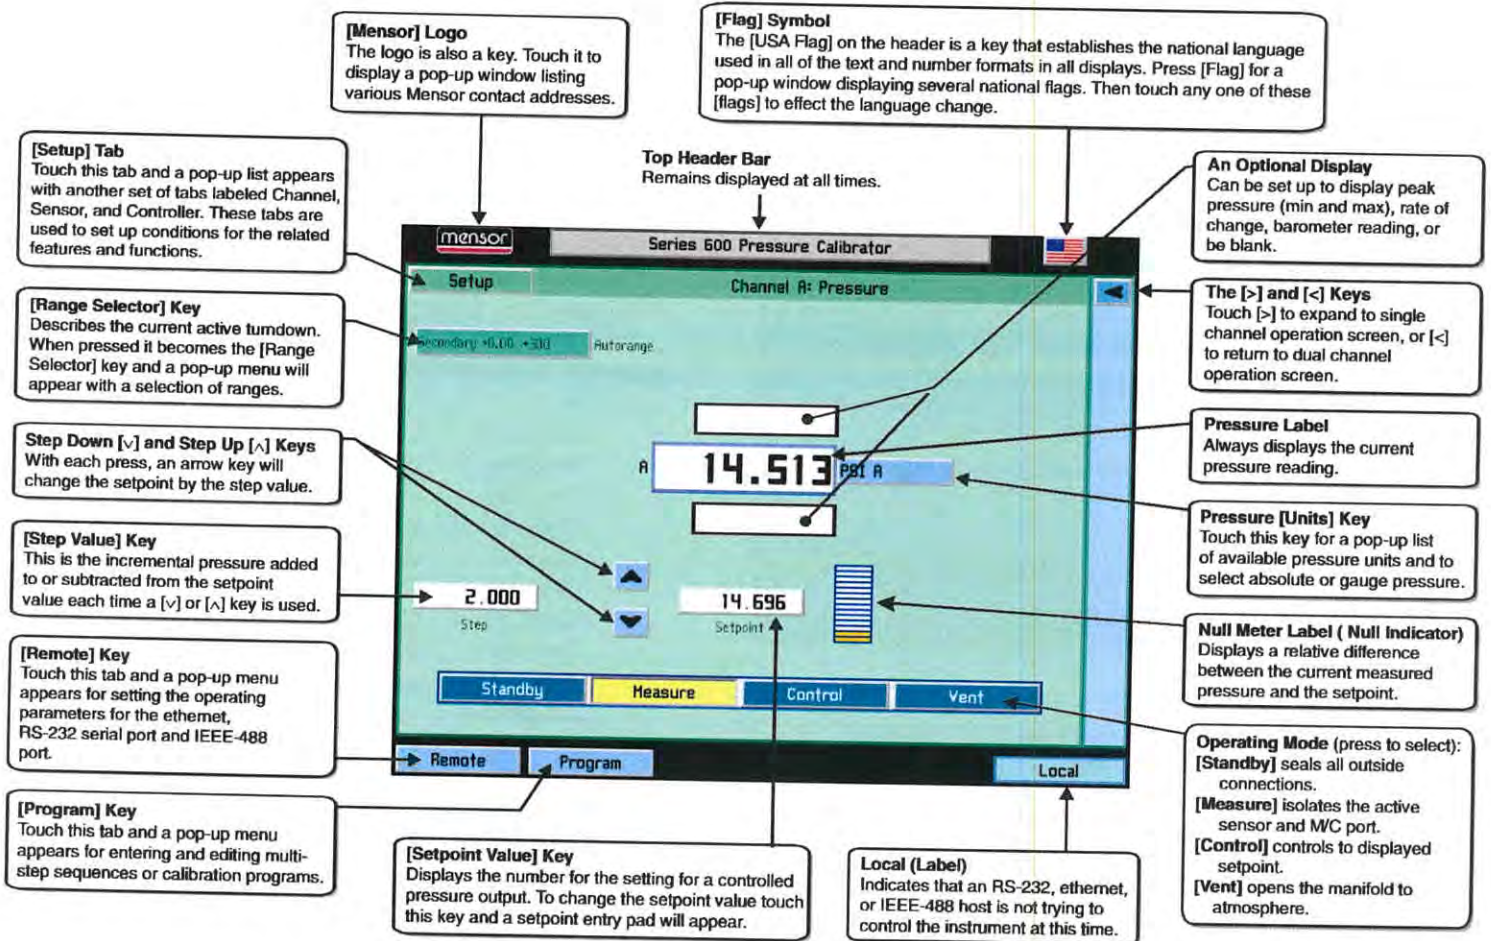 [Mensor] Logo
The logo is also a key. Touch it to
display a pop-up window listing
various Mensor contact addresses.
[Flag] Symbol
The [USA Flag] on the header is a key that establishes the national language
used in all of the text and number formats in all displays. Press [Flag] for a
pop-up window displaying several national flags. Then touch any one of these
[flags] to effect the language change.
[Setup] Tab
Touch this tab and a pop-up list appears
with another set of tabs labeled Channel,
Sensor, and Controller. These tabs are
used to set up conditions for the related
features and functions.
Top Header Bar
Remains displayed at all times.
An Optional Display
Can be set up to display peak
pressure (min and max), rate of
change, barometer reading, or
be blank.
[Range Selector] Key
Describes the current active turndown.
When pressed it becomes the [Range
Selector] key and a pop-up menu will
appear with a selection of ranges.
The [>] and [<] Keys
Touch [>] to expand to single
channel operation screen, or [<]
to return to dual channel
operation screen.
Step Down [v] and Step Up [ʌ] Keys
With each press, an arrow key will
change the setpoint by the step value.
Pressure Label
Always displays the current
pressure reading.
[Step Value] Key
This is the incremental pressure added
to or subtracted from the setpoint
value each time a [v] or [ʌ] key is used.
Pressure [Units] Key
Touch this key for a pop-up list
of available pressure units and to
select absolute or gauge pressure.
[Remote] Key
Touch this tab and a pop-up menu
appears for setting the operating
parameters for the ethernet,
RS-232 serial port and IEEE-488
port.
Null Meter Label ( Null Indicator)
Displays a relative difference
between the current measured
pressure and the setpoint.
[Program] Key
Touch this tab and a pop-up menu
appears for entering and editing multi-
step sequences or calibration programs.
Operating Mode (press to select):
[Standby] seals all outside
connections.
[Measure] isolates the active
sensor and M/C port.
[Control] controls to displayed
setpoint.
[Vent] opens the manifold to
atmosphere.
[Setpoint Value] Key
Displays the number for the setting for a controlled
pressure output. To change the setpoint value touch
this key and a setpoint entry pad will appear.
Local (Label)
Indicates that an RS-232, ethernet,
or IEEE-488 host is not trying to
control the instrument at this time.
mensor
Series 600 Pressure Calibrator
Setup
Channel A: Pressure
Secondary +0.00 +300 Autorange
A 14.513 PSI A
2.000
Step
14.696
Setpoint
Standby Measure Control Vent
Remote Program Local